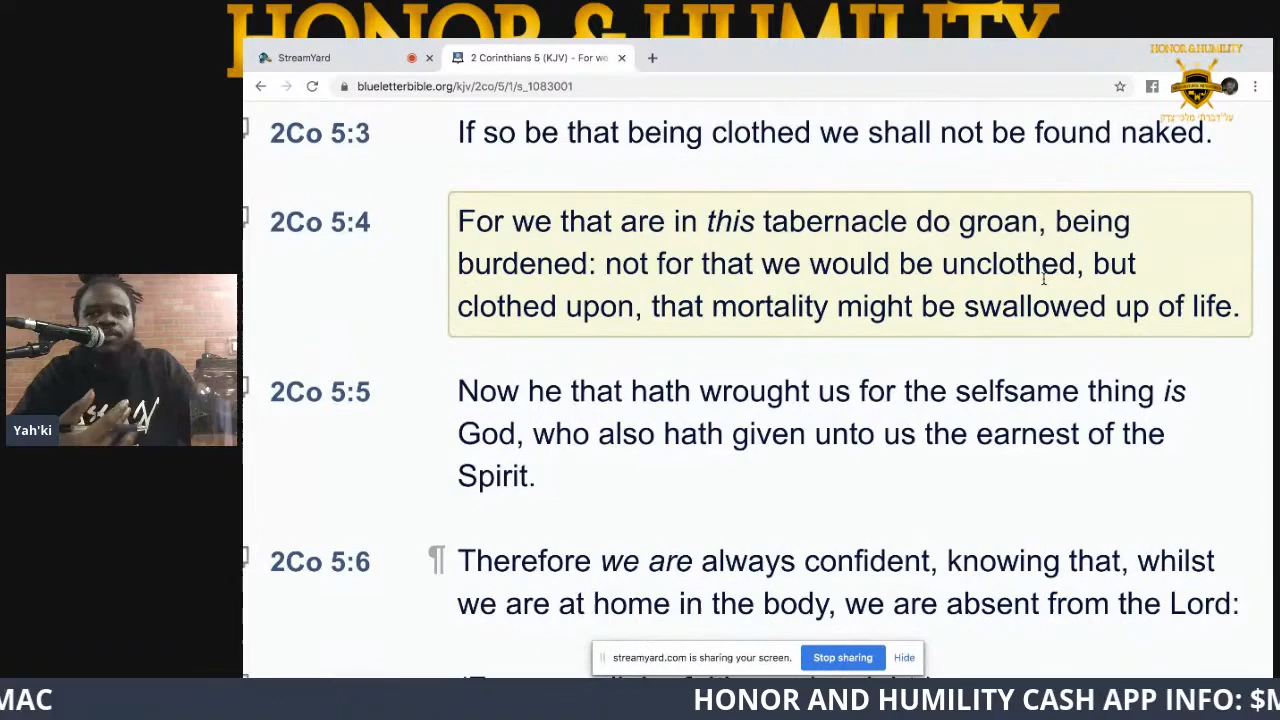 HONOR & HUMILITY
StreamYard
2 Corinthians 5 (KJV) - For we
HONOR & HUMILITY
blueletterbible.org/kjv/2co/5/1/s_1083001
על־דברתי מלכי־צדק
2Co 5:3 If so be that being clothed we shall not be found naked.
2Co 5:4 For we that are in this tabernacle do groan, being
burdened: not for that we would be unclothed, but
clothed upon, that mortality might be swallowed up of life.
2Co 5:5 Now he that hath wrought us for the selfsame thing is
God, who also hath given unto us the earnest of the
Spirit.
2Co 5:6 ¶ Therefore we are always confident, knowing that, whilst
we are at home in the body, we are absent from the Lord:
Yah'ki
streamyard.com is sharing your screen. Stop sharing Hide
MAC HONOR AND HUMILITY CASH APP INFO: $M